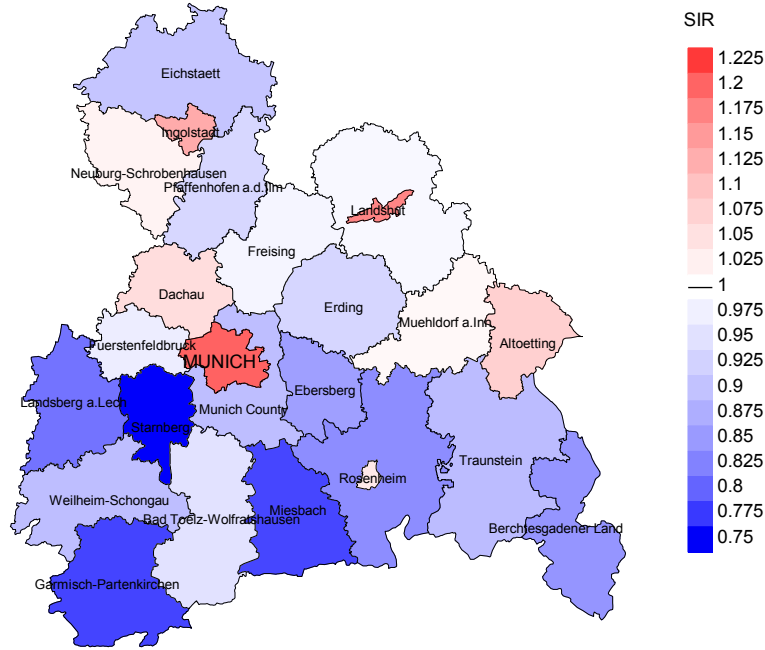 SIR
1.225
1.2
1.175
1.15
1.125
1.1
1.075
1.05
1.025
1
0.975
0.95
0.925
0.9
0.875
0.85
0.825
0.8
0.775
0.75
Eichstaett
Ingolstadt
Neuburg-Schrobenhausen
Pfaffenhofen a.d.Ilm
Landshut
Freising
Dachau
Erding
Muehldorf a.Inn
Altoetting
Fuerstenfeldbruck
MUNICH
Ebersberg
Landsberg a.Lech
Munich County
Starnberg
Traunstein
Rosenheim
Weilheim-Schongau
Miesbach
Bad Toelz-Wolfratshausen
Berchtesgadener Land
Garmisch-Partenkirchen